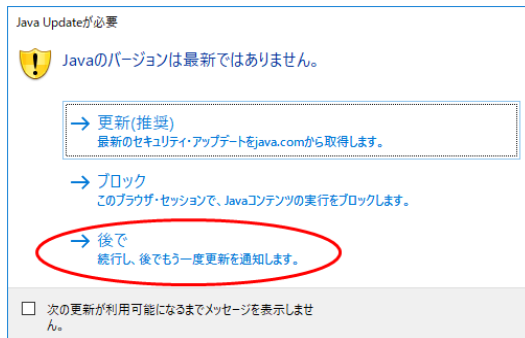 Java Updateが必要
Javaのバージョンは最新ではありません。
更新(推奨)
最新のセキュリティ・アップデートをjava.comから取得します。
ブロック
このブラウザ・セッションで、Javaコンテンツの実行をブロックします。
後で
続行し、後でもう一度更新を通知します。
次の更新が利用可能になるまでメッセージを表示しませ
ん。